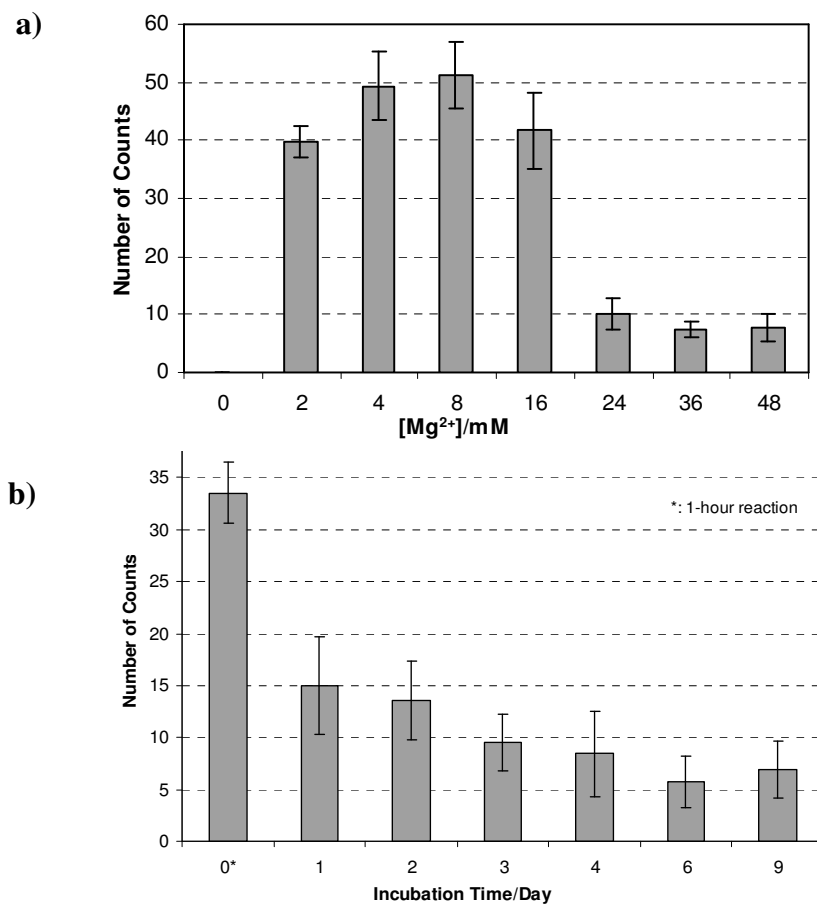 a)
Number of Counts
60
50
40
30
20
10
0
0 2 4 8 16 24 36 48
[Mg²⁺]/mM
b)
Number of Counts
*: 1-hour reaction
35
30
25
20
15
10
5
0
0* 1 2 3 4 6 9
Incubation Time/Day